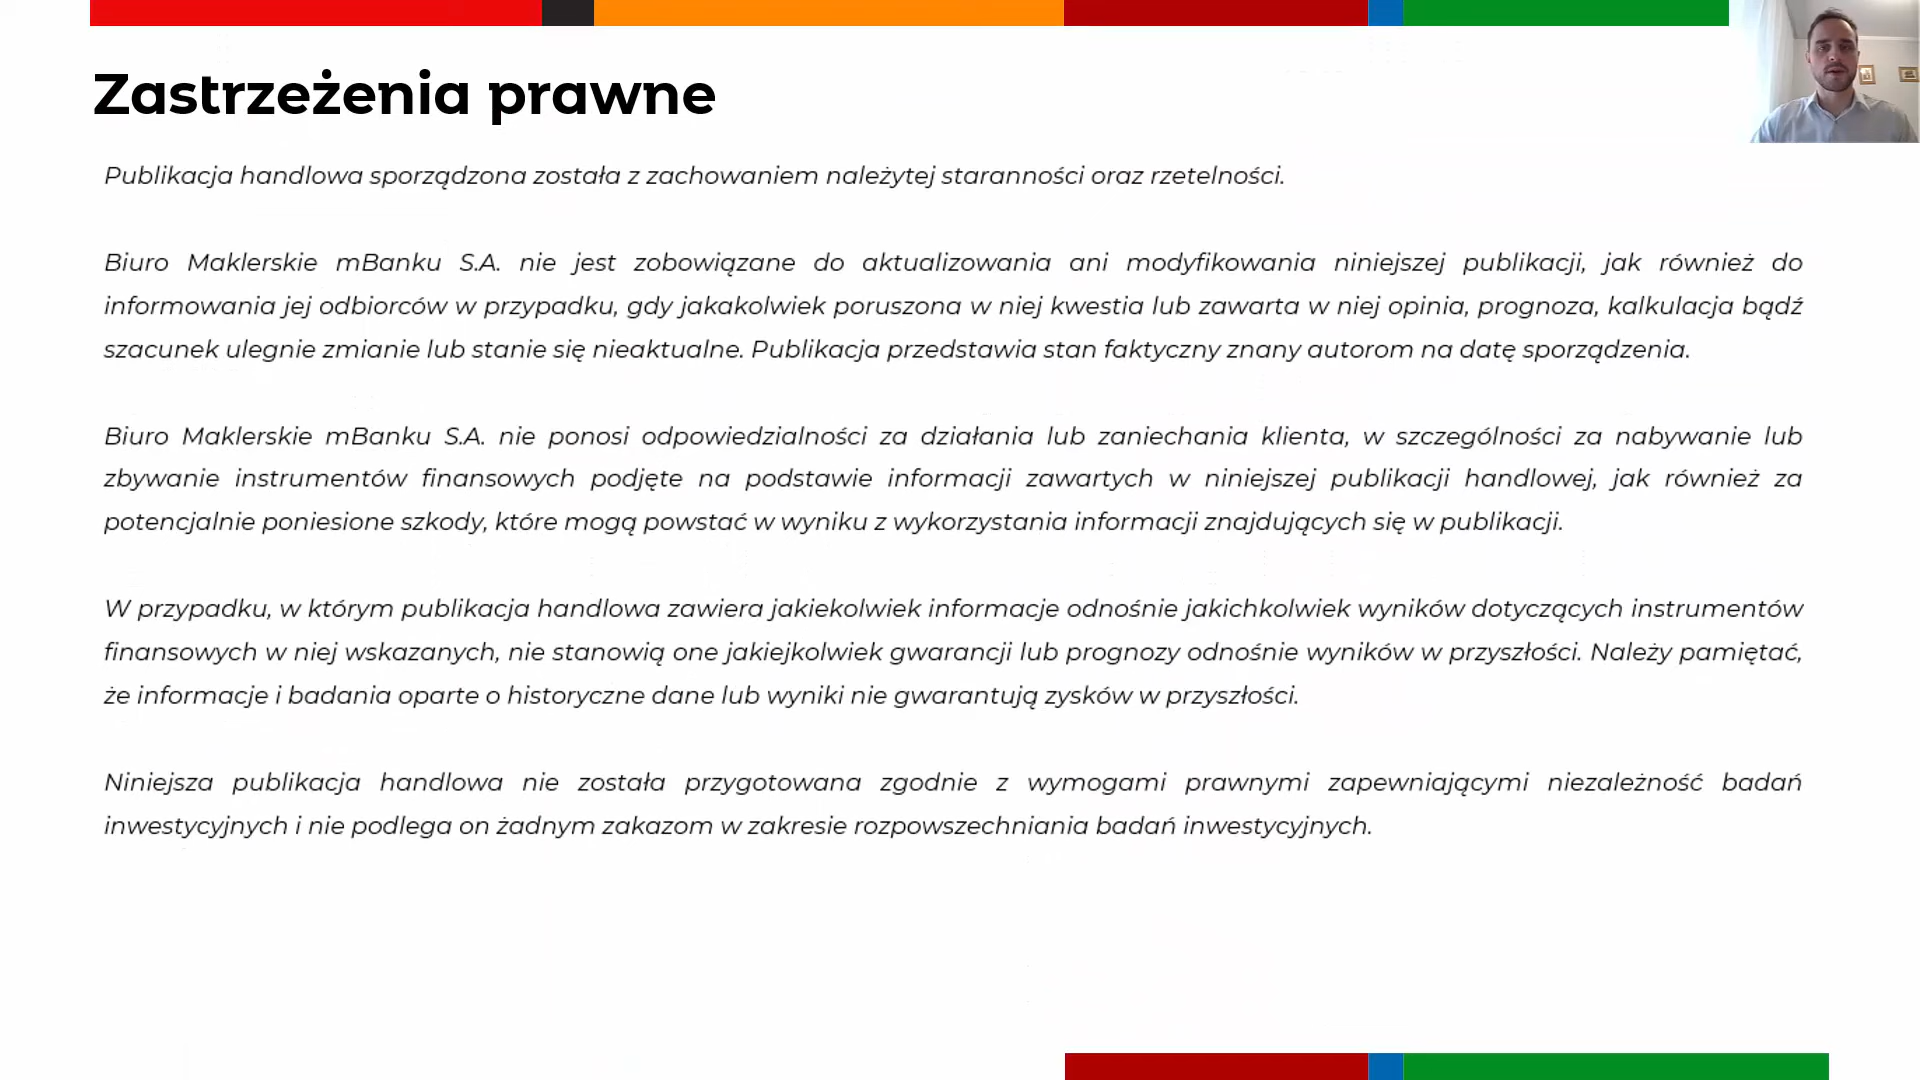 Zastrzeżenia prawne
Publikacja handlowa sporządzona została z zachowaniem należytej staranności oraz rzetelności.
Biuro Maklerskie mBanku S.A. nie jest zobowiązane do aktualizowania ani modyfikowania niniejszej publikacji, jak również do
informowania jej odbiorców w przypadku, gdy jakakolwiek poruszona w niej kwestia lub zawarta w niej opinia, prognoza, kalkulacja bądź
szacunek ulegnie zmianie lub stanie się nieaktualne. Publikacja przedstawia stan faktyczny znany autorom na datę sporządzenia.
Biuro Maklerskie mBanku S.A. nie ponosi odpowiedzialności za działania lub zaniechania klienta, w szczególności za nabywanie lub
zbywanie instrumentów finansowych podjęte na podstawie informacji zawartych w niniejszej publikacji handlowej, jak również za
potencjalnie poniesione szkody, które mogą powstać w wyniku z wykorzystania informacji znajdujących się w publikacji.
W przypadku, w którym publikacja handlowa zawiera jakiekolwiek informacje odnośnie jakichkolwiek wyników dotyczących instrumentów
finansowych w niej wskazanych, nie stanowią one jakiejkolwiek gwarancji lub prognozy odnośnie wyników w przyszłości. Należy pamiętać,
że informacje i badania oparte o historyczne dane lub wyniki nie gwarantują zysków w przyszłości.
Niniejsza publikacja handlowa nie została przygotowana zgodnie z wymogami prawnymi zapewniającymi niezależność badań
inwestycyjnych i nie podlega on żadnym zakazom w zakresie rozpowszechniania badań inwestycyjnych.